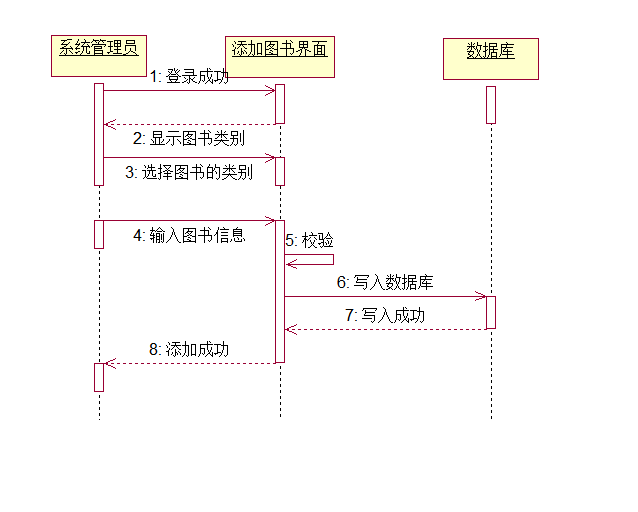 系统管理员
添加图书界面
数据库
1: 登录成功
2: 显示图书类别
3: 选择图书的类别
4: 输入图书信息
5: 校验
6: 写入数据库
7: 写入成功
8: 添加成功